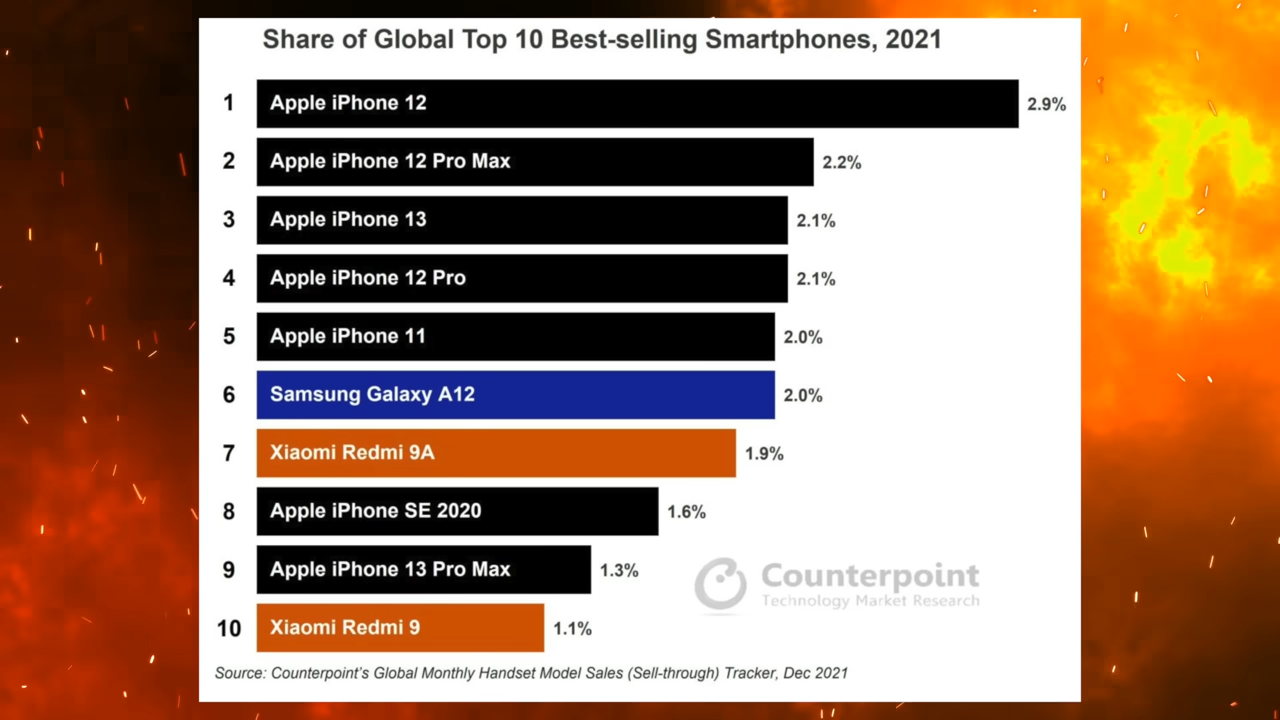 Share of Global Top 10 Best-selling Smartphones, 2021
1 Apple iPhone 12 2.9%
2 Apple iPhone 12 Pro Max 2.2%
3 Apple iPhone 13 2.1%
4 Apple iPhone 12 Pro 2.1%
5 Apple iPhone 11 2.0%
6 Samsung Galaxy A12 2.0%
7 Xiaomi Redmi 9A 1.9%
8 Apple iPhone SE 2020 1.6%
9 Apple iPhone 13 Pro Max 1.3%
Counterpoint
Technology Market Research
10 Xiaomi Redmi 9 1.1%
Source: Counterpoint's Global Monthly Handset Model Sales (Sell-through) Tracker, Dec 2021